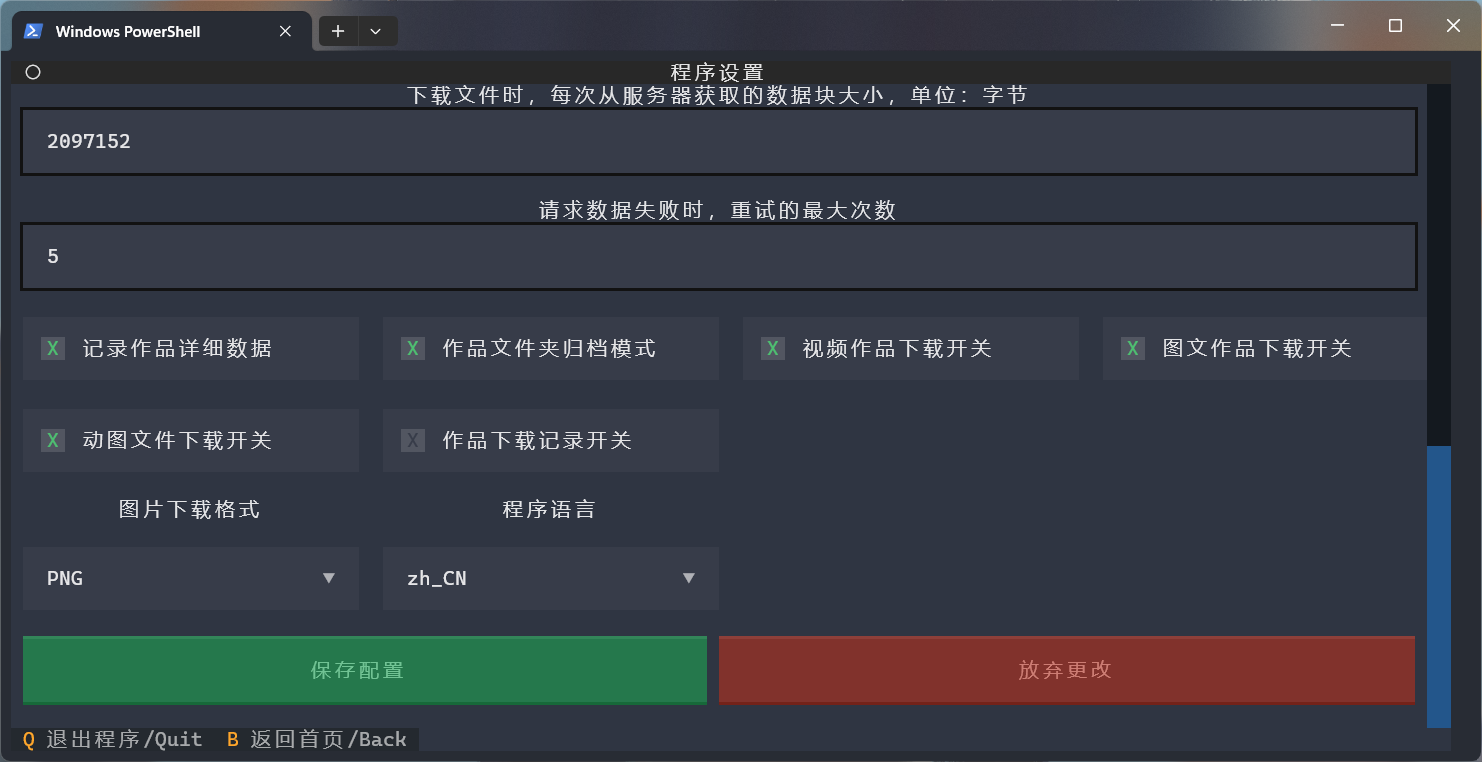 Windows PowerShell
程序设置
下载文件时，每次从服务器获取的数据块大小，单位：字节
2097152
请求数据失败时，重试的最大次数
5
X 记录作品详细数据 X 作品文件夹归档模式 X 视频作品下载开关 X 图文作品下载开关
X 动图文件下载开关 X 作品下载记录开关
图片下载格式 程序语言
PNG ▼ zh_CN ▼
保存配置 放弃更改
Q 退出程序/Quit B 返回首页/Back